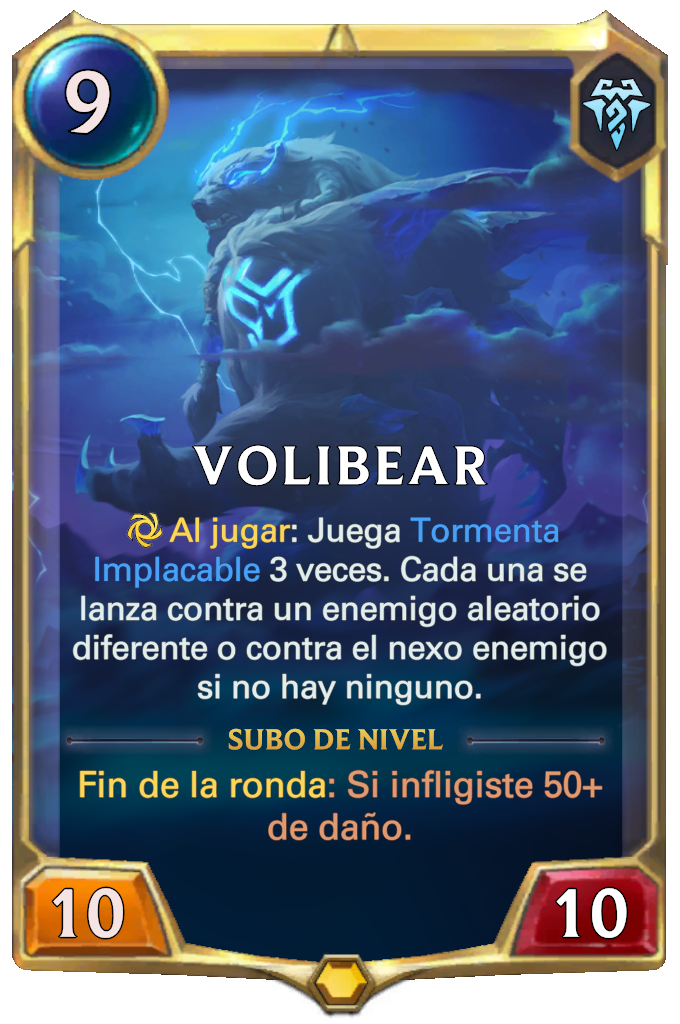 9
VOLIBEAR
Al jugar: Juega Tormenta
Implacable 3 veces. Cada una se
lanza contra un enemigo aleatorio
diferente o contra el nexo enemigo
si no hay ninguno.
SUBO DE NIVEL
Fin de la ronda: Si infligiste 50+
de daño.
10
10